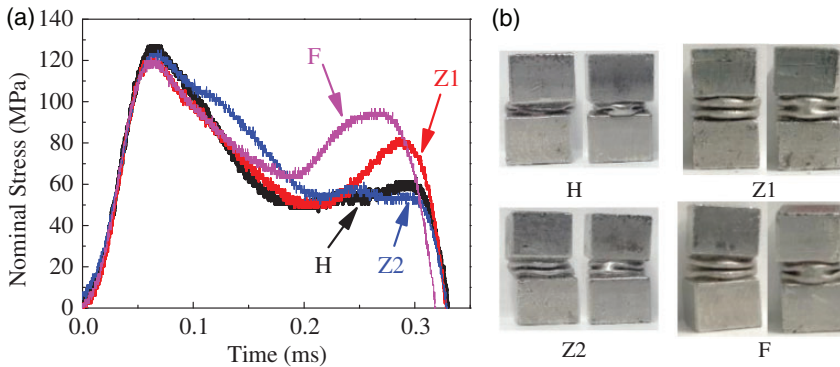 (a)
140
120
100
80
60
40
20
0
Nominal Stress (MPa)
0.0
0.1
0.2
0.3
Time (ms)
F
Z1
H
Z2
(b)
H
Z1
Z2
F